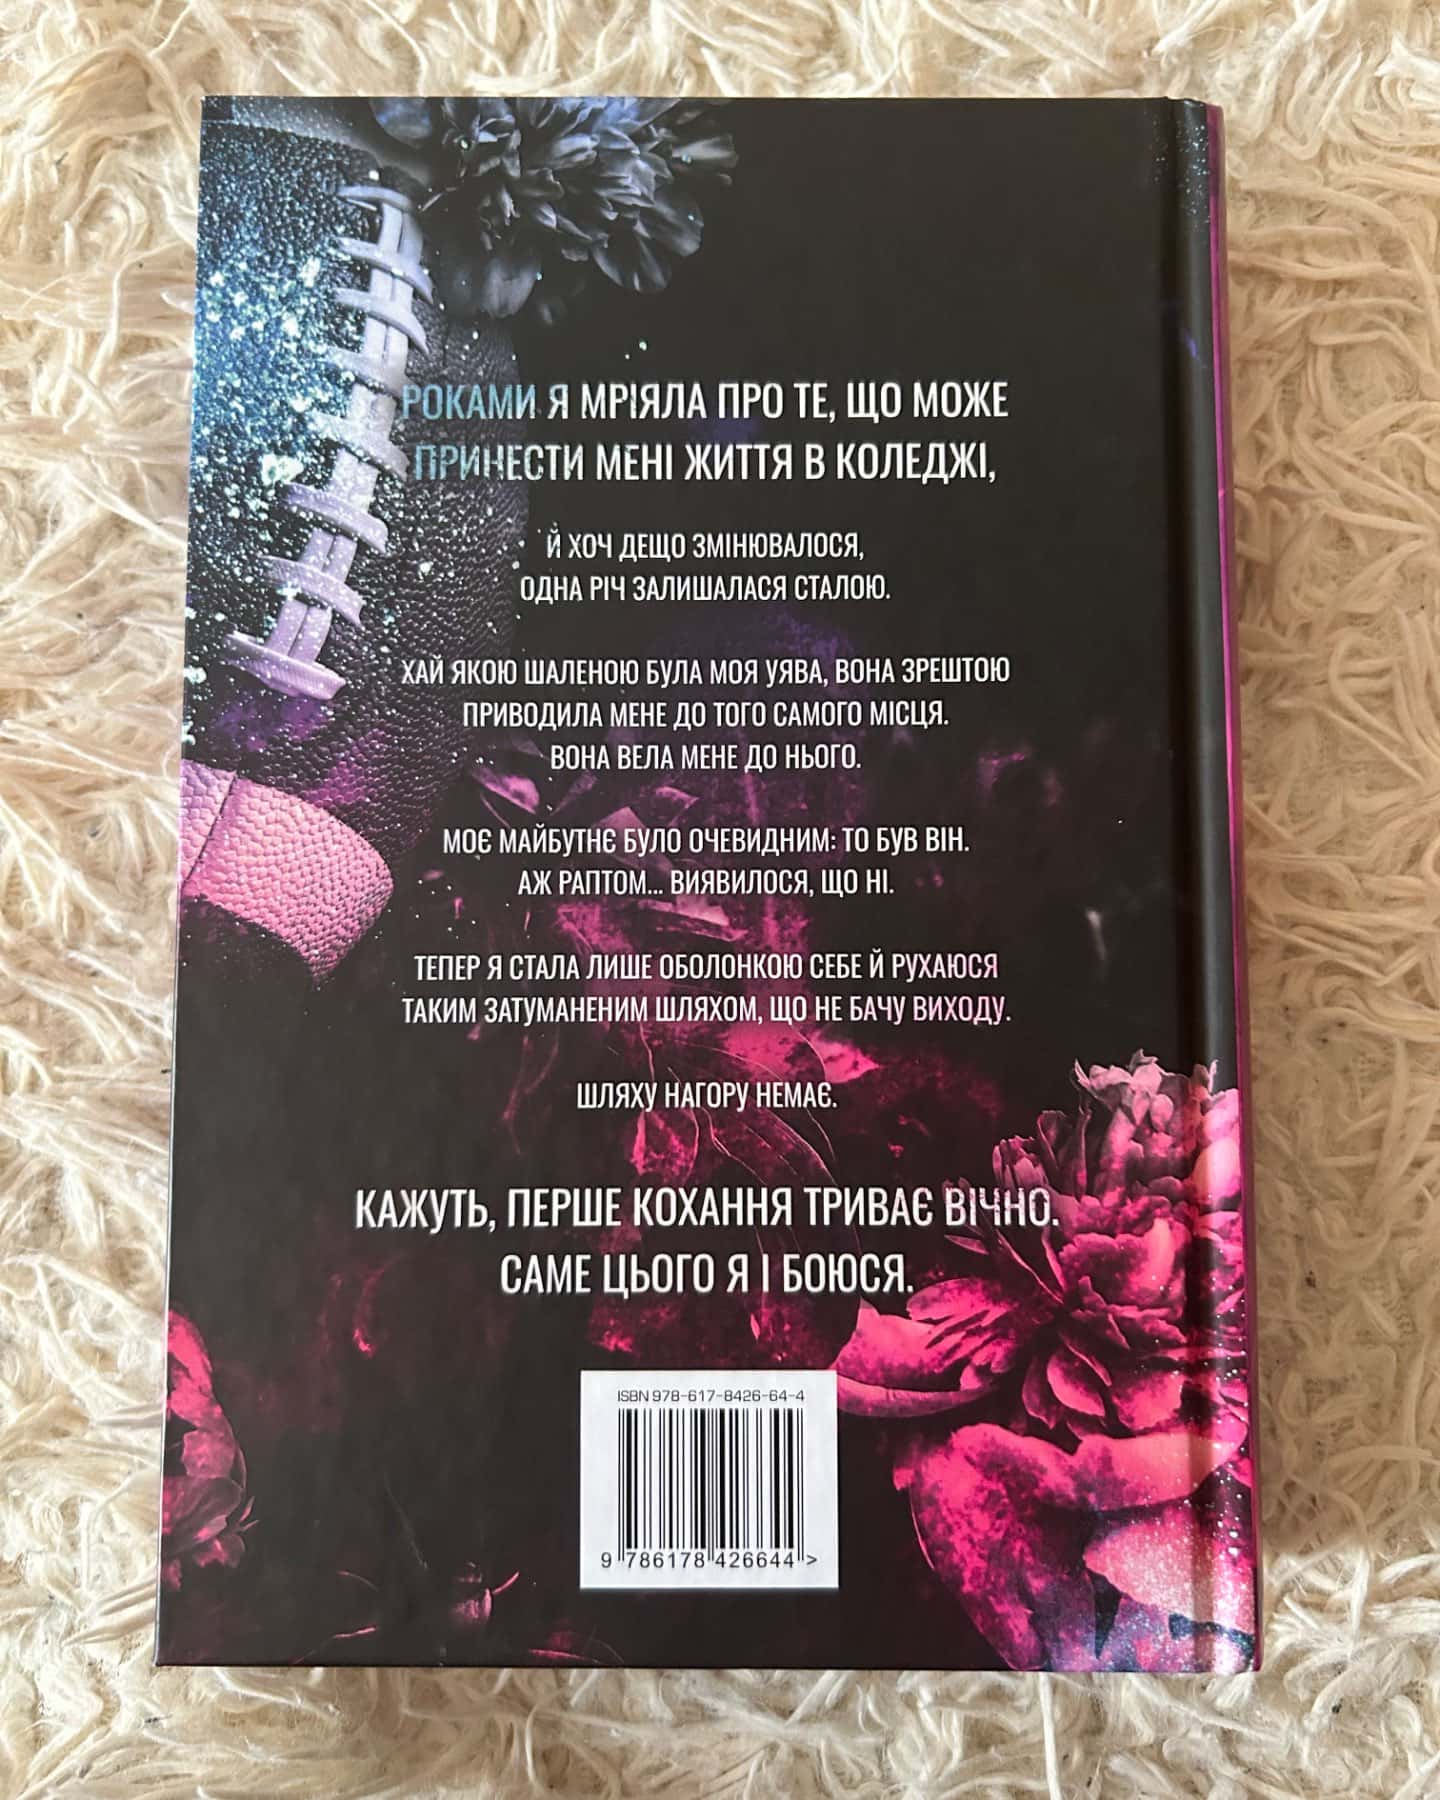 РОКАМИ Я МРІЯЛА ПРО ТЕ, ЩО МОЖЕ
ПРИНЕСТИ МЕНІ ЖИТТЯ В КОЛЕДЖІ,
Й ХОЧ ДЕЩО ЗМІНЮВАЛОСЯ,
ОДНА РІЧ ЗАЛИШАЛАСЯ СТАЛОЮ.
ХАЙ ЯКОЮ ШАЛЕНОЮ БУЛА МОЯ УЯВА, ВОНА ЗРЕШТОЮ
ПРИВОДИЛА МЕНЕ ДО ТОГО САМОГО МІСЦЯ.
ВОНА ВЕЛА МЕНЕ ДО НЬОГО.
МОЄ МАЙБУТНЄ БУЛО ОЧЕВИДНИМ: ТО БУВ ВІН.
АЖ РАПТОМ... ВИЯВИЛОСЯ, ЩО НІ.
ТЕПЕР Я СТАЛА ЛИШЕ ОБОЛОНКОЮ СЕБЕ Й РУХАЮСЯ
ТАКИМ ЗАТУМАНЕНИМ ШЛЯХОМ, ЩО НЕ БАЧУ ВИХОДУ.
ШЛЯХУ НАГОРУ НЕМАЄ.
КАЖУТЬ, ПЕРШЕ КОХАННЯ ТРИВАЄ ВІЧНО.
САМЕ ЦЬОГО Я І БОЮСЯ.
ISBN 978-617-8426-64-4
9 786178 426644 >